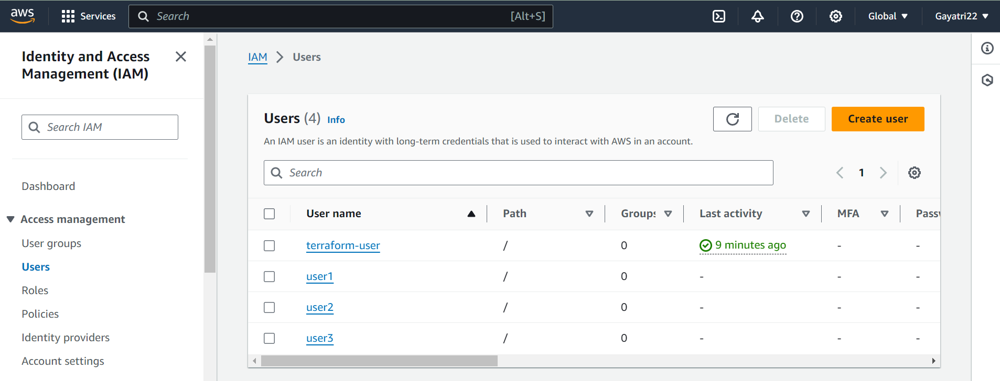 aws Services Search [Alt+S] Global Gayatri22
Identity and Access
Management (IAM)
Search IAM
Dashboard
Access management
User groups
Users
Roles
Policies
Identity providers
Account settings
IAM > Users
Users (4) Info
Delete Create user
An IAM user is an identity with long-term credentials that is used to interact with AWS in an account.
Search
1
User name Path Groups Last activity MFA
terraform-user / 0 9 minutes ago - -
user1 / 0 - - -
user2 / 0 - - -
user3 / 0 - - -